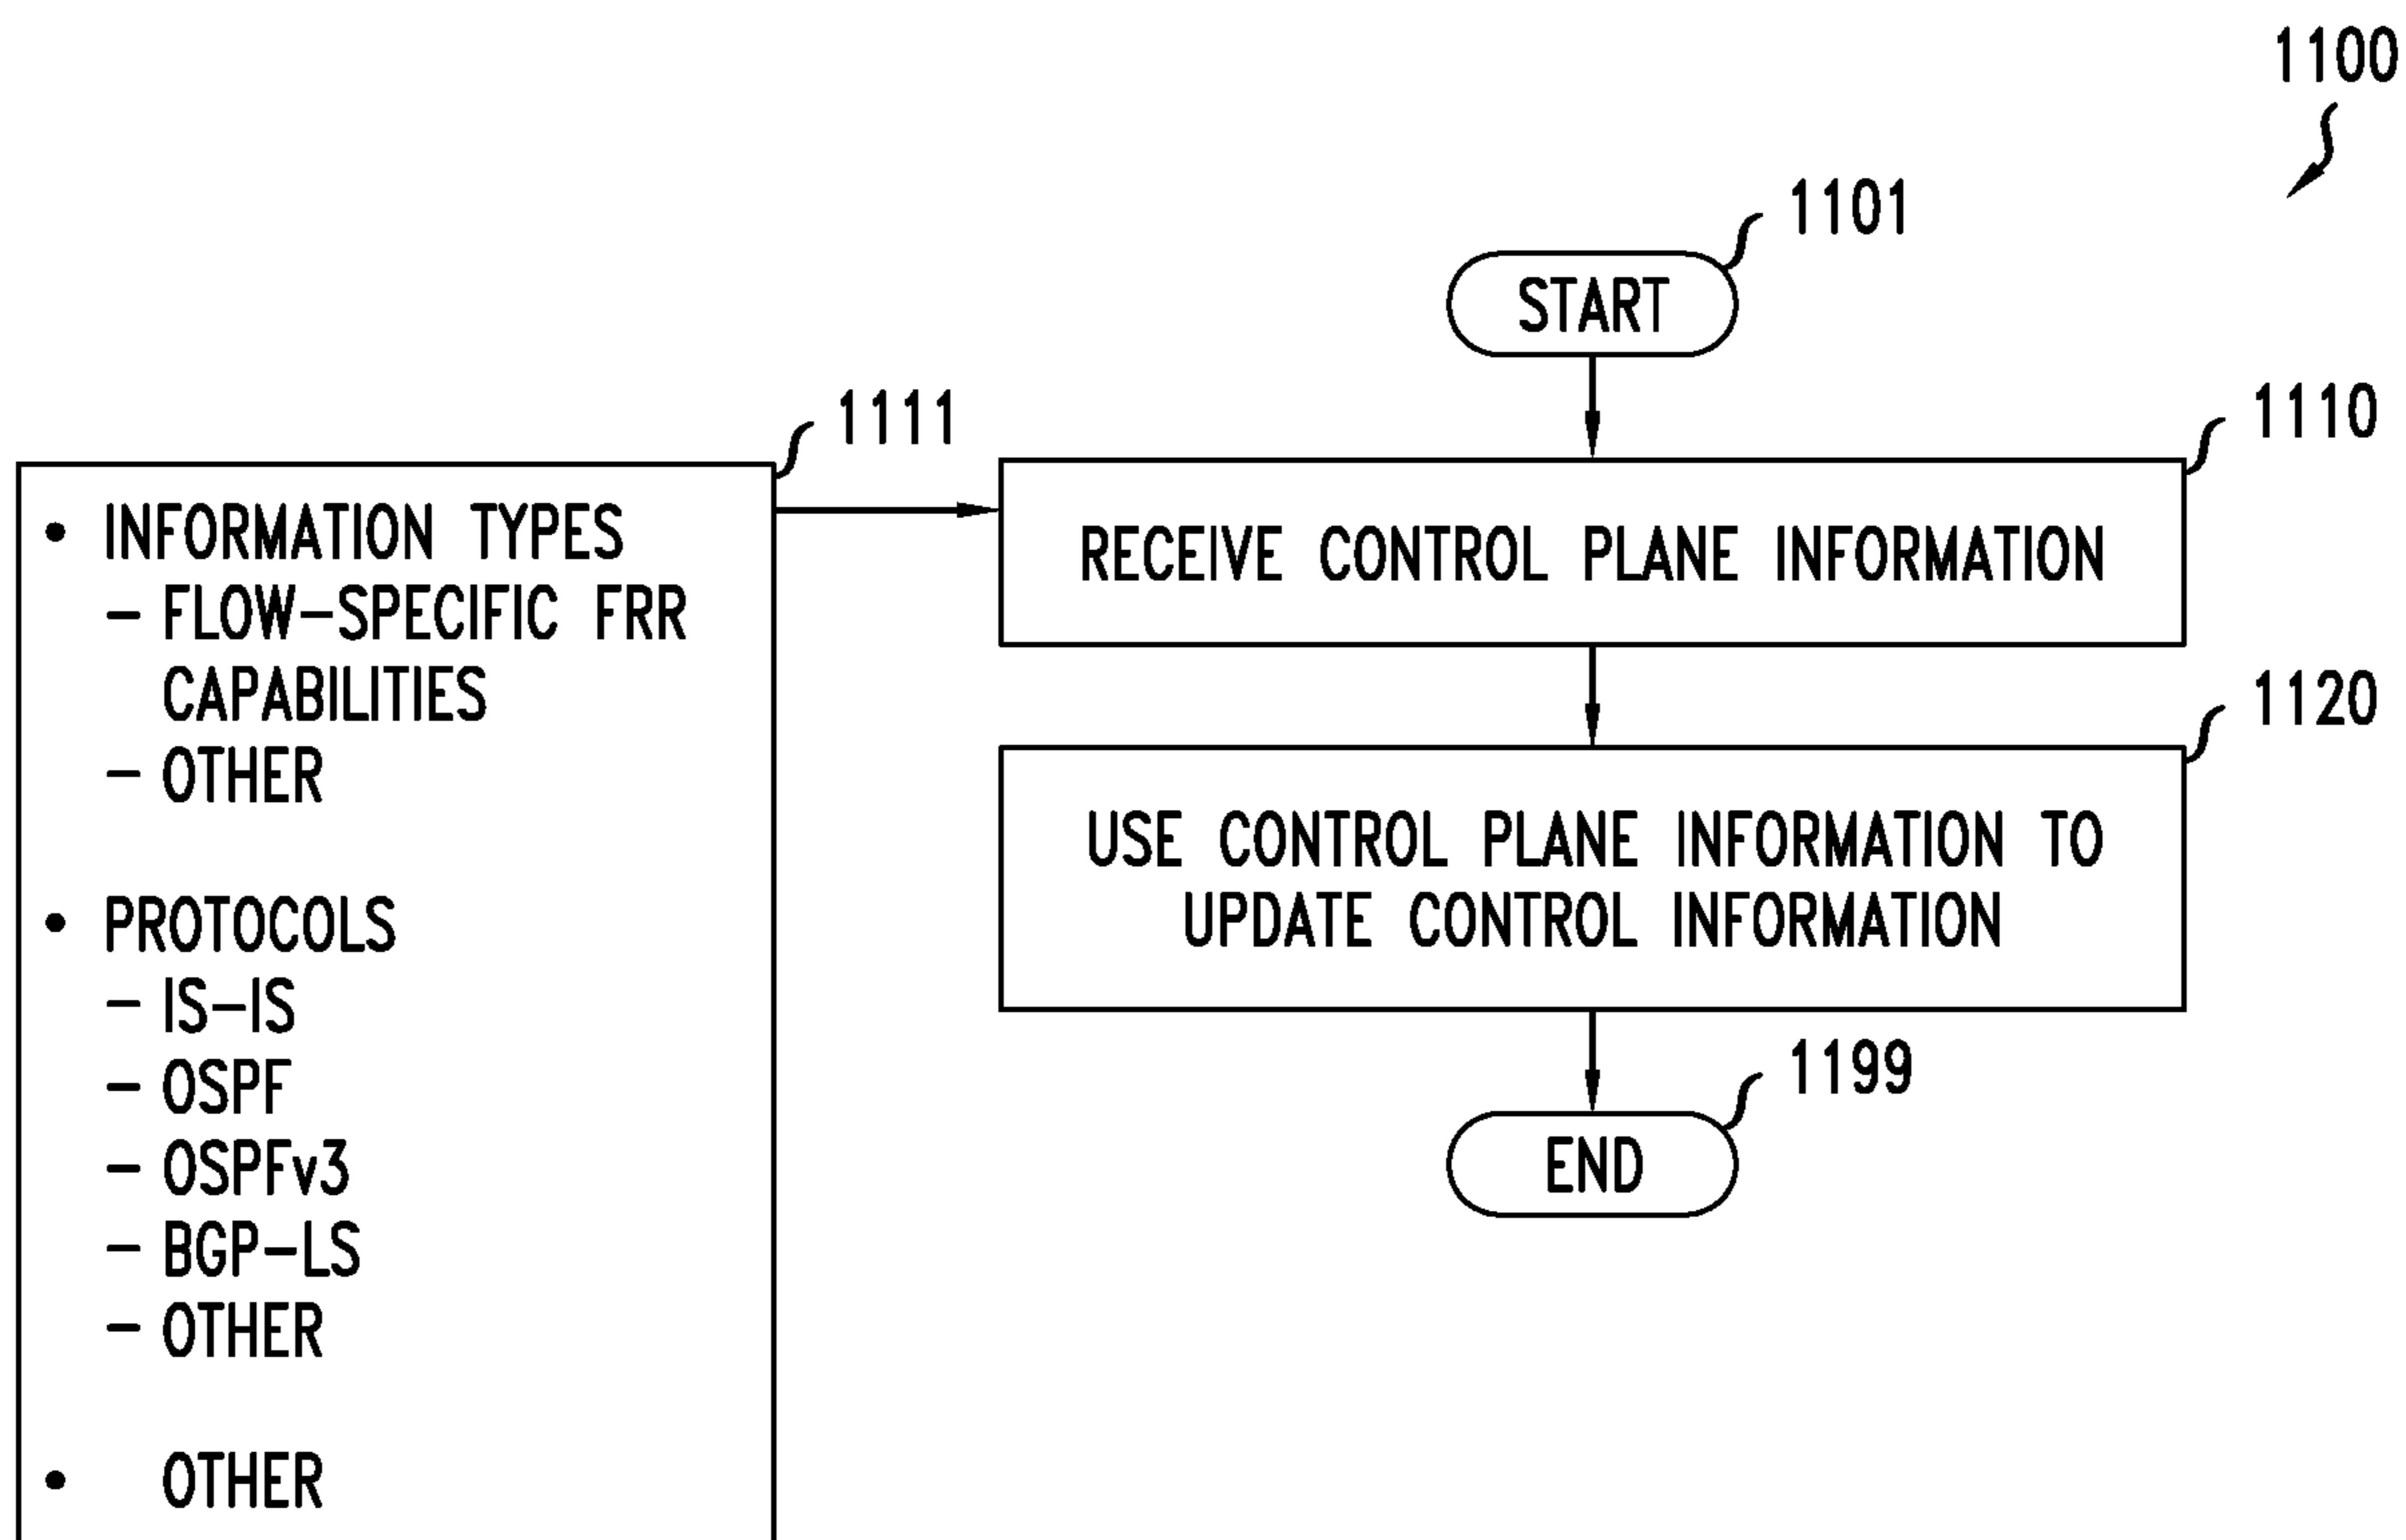 1100
1101
START
1111
1110
• INFORMATION TYPES
– FLOW–SPECIFIC FRR
CAPABILITIES
– OTHER
• PROTOCOLS
– IS–IS
– OSPF
– OSPFv3
– BGP–LS
– OTHER
• OTHER
RECEIVE CONTROL PLANE INFORMATION
1120
USE CONTROL PLANE INFORMATION TO
UPDATE CONTROL INFORMATION
1199
END